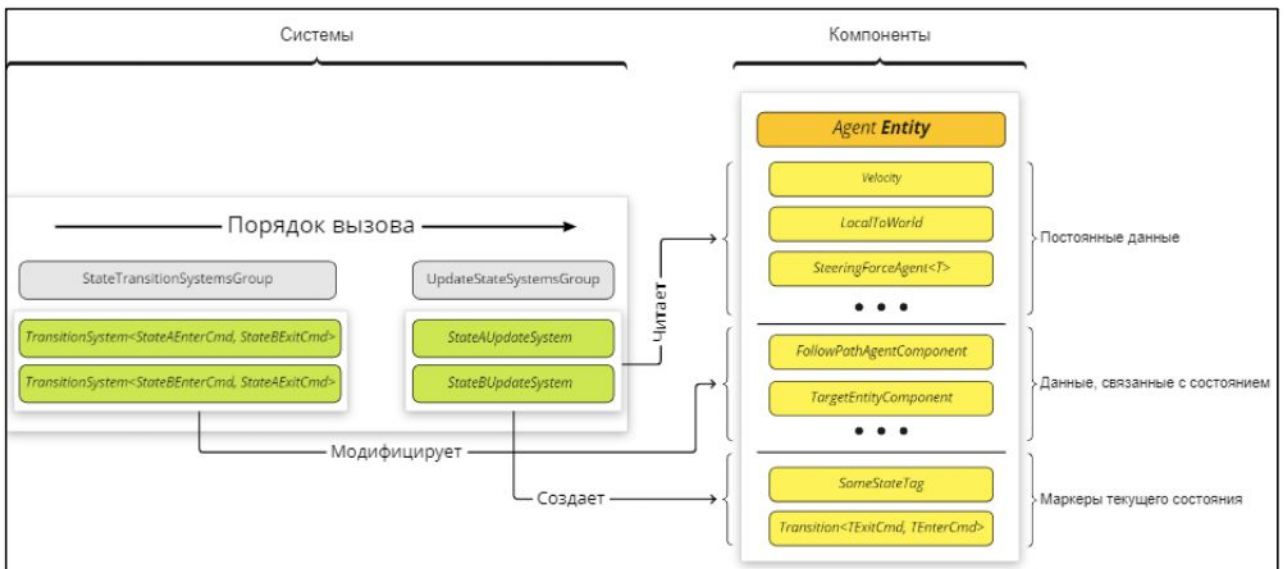 Системы
Компоненты
Agent Entity
Velocity
LocalToWorld
SteeringForceAgent<T>
• • •
Постоянные данные
Порядок вызова
StateTransitionSystemsGroup
UpdateStateSystemsGroup
TransitionSystem<StateAEnterCmd, StateBExitCmd>
TransitionSystem<StateBEnterCmd, StateAExitCmd>
StateAUpdateSystem
StateBUpdateSystem
Читает
FollowPathAgentComponent
TargetEntityComponent
• • •
Данные, связанные с состоянием
Модифицирует
Создает
SomeStateTag
Transition<TExitCmd, TEnterCmd>
Маркеры текущего состояния